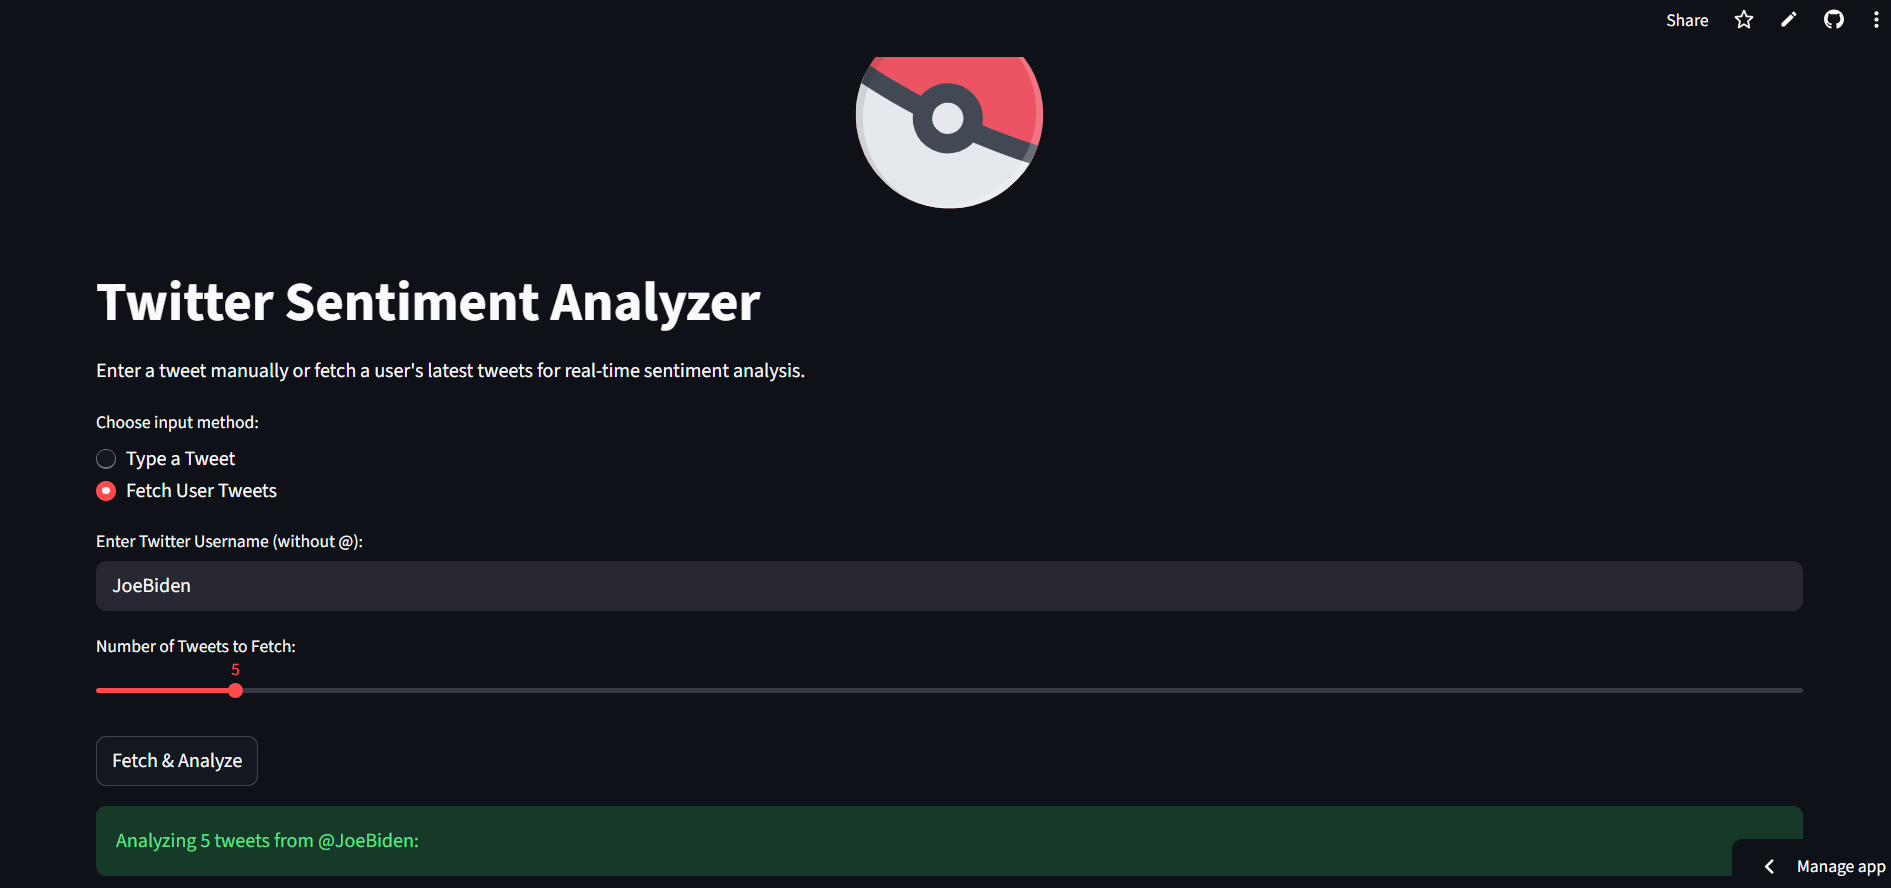 Share
Twitter Sentiment Analyzer
Enter a tweet manually or fetch a user's latest tweets for real-time sentiment analysis.
Choose input method:
Type a Tweet
Fetch User Tweets
Enter Twitter Username (without @):
JoeBiden
Number of Tweets to Fetch:
5
Fetch & Analyze
Analyzing 5 tweets from @JoeBiden:
Manage app